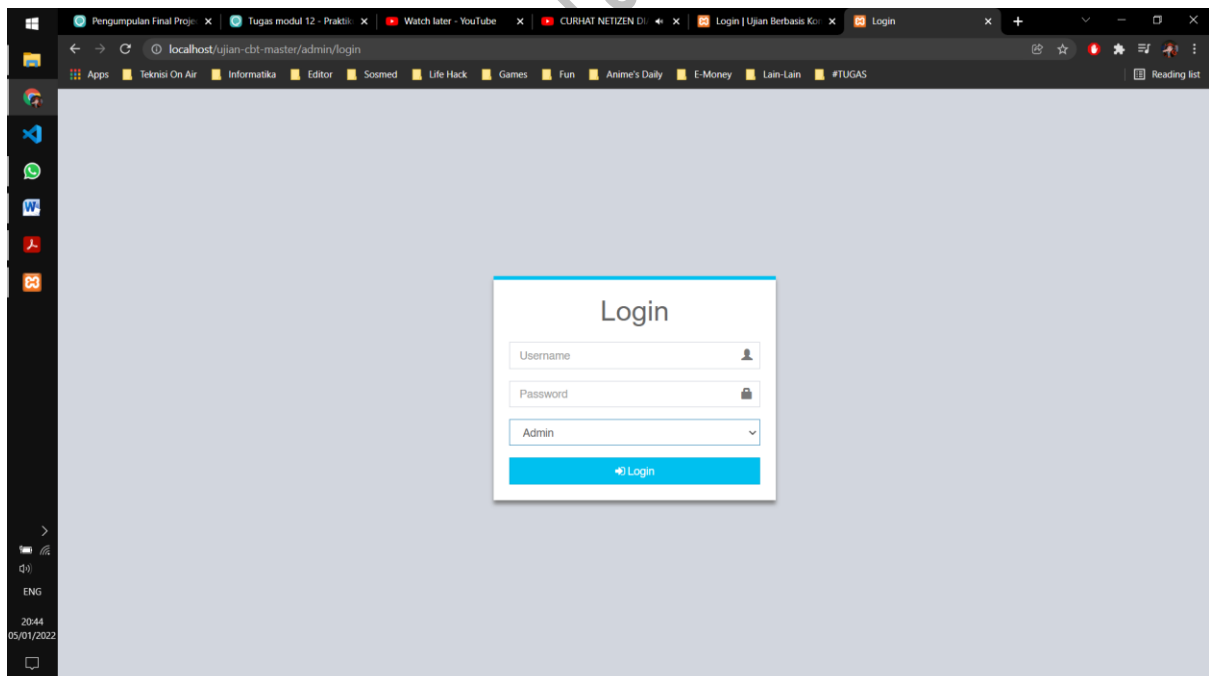 Pengumpulan Final Proje
Tugas modul 12 - Praktik
Watch later - YouTube
CURHAT NETIZEN DI
Login | Ujian Berbasis Kor
Login
localhost/ujian-cbt-master/admin/login
Apps
Teknisi On Air
Informatika
Editor
Sosmed
Life Hack
Games
Fun
Anime's Daily
E-Money
Lain-Lain
#TUGAS
Reading list
Login
Username
Password
Admin
Login
ENG
20:44
05/01/2022